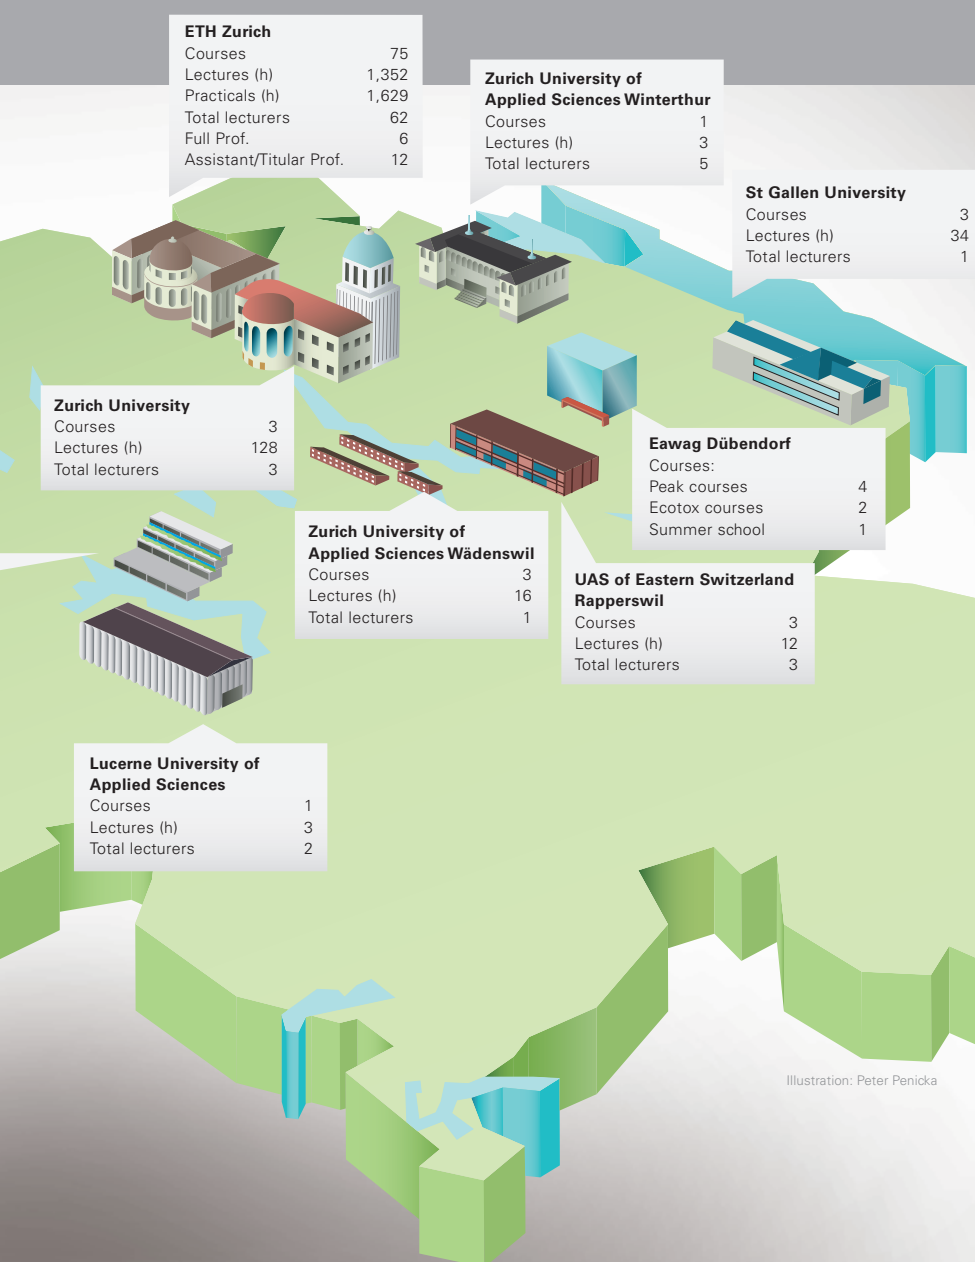 ETH Zurich
Courses 75
Lectures (h) 1,352
Practicals (h) 1,629
Total lecturers 62
Full Prof. 6
Assistant/Titular Prof. 12
Zurich University of
Applied Sciences Winterthur
Courses 1
Lectures (h) 3
Total lecturers 5
St Gallen University
Courses 3
Lectures (h) 34
Total lecturers 1
Zurich University
Courses 3
Lectures (h) 128
Total lecturers 3
Eawag Dübendorf
Courses:
Peak courses 4
Ecotox courses 2
Summer school 1
Zurich University of
Applied Sciences Wädenswil
Courses 3
Lectures (h) 16
Total lecturers 1
UAS of Eastern Switzerland
Rapperswil
Courses 3
Lectures (h) 12
Total lecturers 3
Lucerne University of
Applied Sciences
Courses 1
Lectures (h) 3
Total lecturers 2
Illustration: Peter Penicka